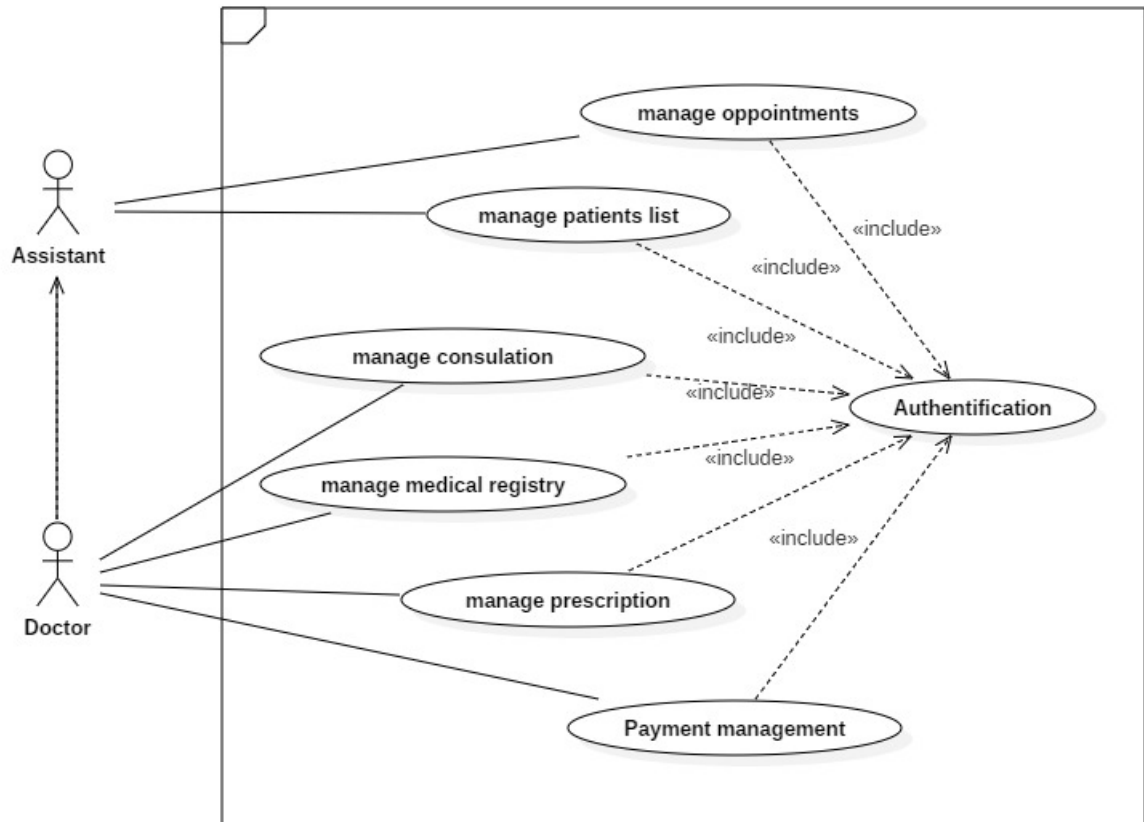 manage oppointments
manage patients list
«include»
Assistant
«include»
«include»
manage consulation
«include»
Authentification
«include»
manage medical registry
«include»
manage prescription
Doctor
Payment management